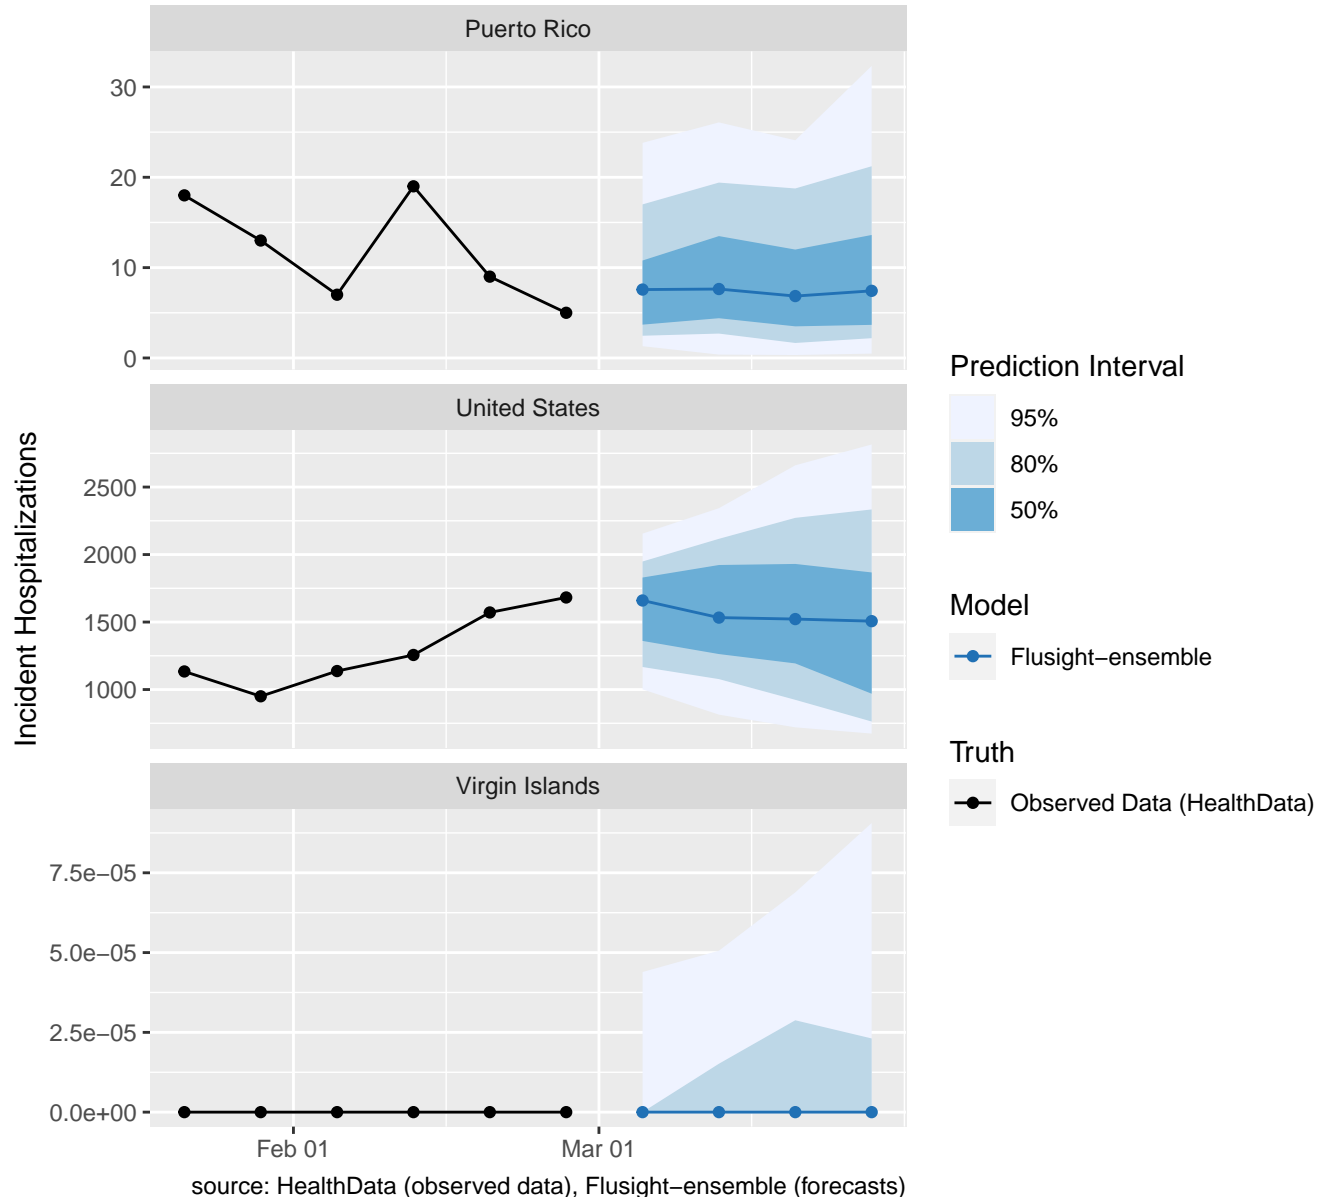 Puerto Rico
30
20
10
0
United States
2500
2000
1500
1000
Virgin Islands
7.5e−05
5.0e−05
2.5e−05
0.0e+00
Feb 01
Mar 01
Incident Hospitalizations
source: HealthData (observed data), Flusight−ensemble (forecasts)
Prediction Interval
95%
80%
50%
Model
Flusight−ensemble
Truth
Observed Data (HealthData)